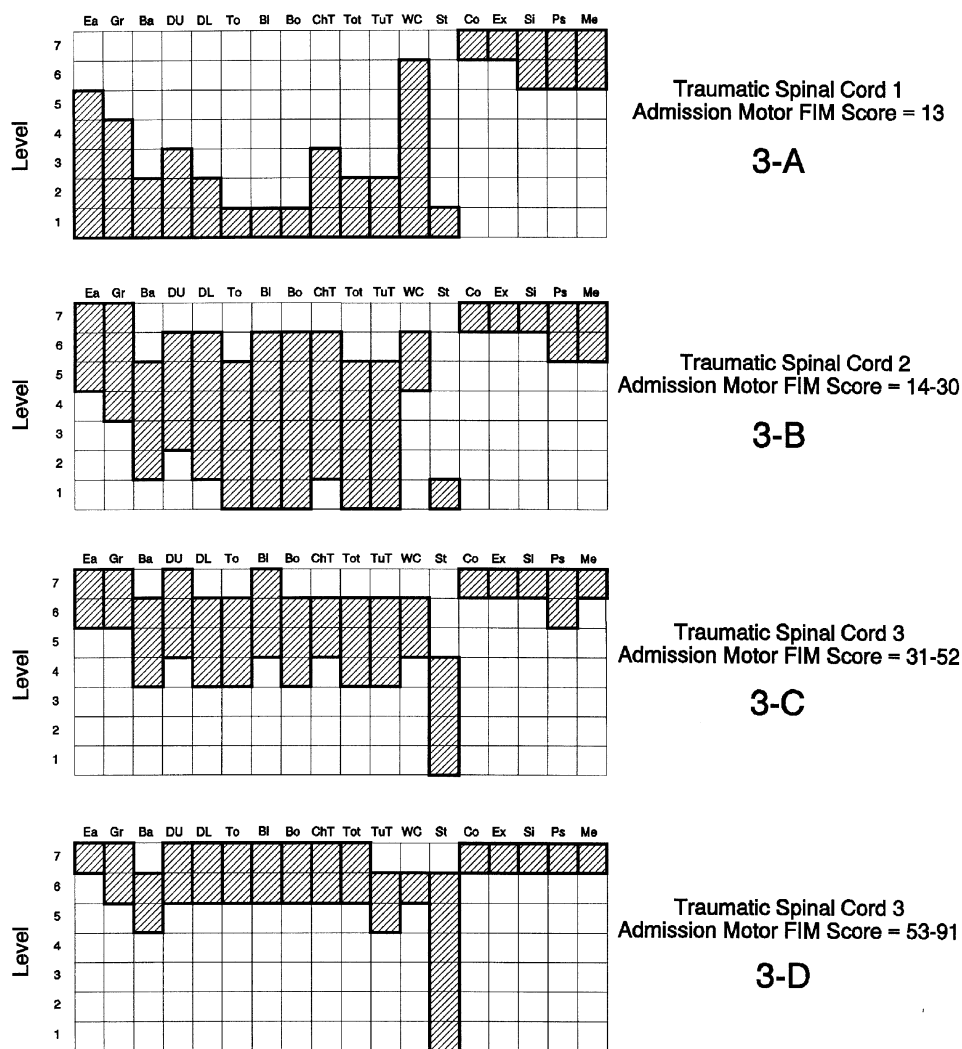 Ea Gr Ba DU DL To Bl Bo ChT Tot TuT WC St Co Ex Si Ps Me
7
6
5
4
3
2
1
Level
Traumatic Spinal Cord 1
Admission Motor FIM Score = 13
3-A
Ea Gr Ba DU DL To Bl Bo ChT Tot TuT WC St Co Ex Si Ps Me
7
6
5
4
3
2
1
Level
Traumatic Spinal Cord 2
Admission Motor FIM Score = 14-30
3-B
Ea Gr Ba DU DL To Bl Bo ChT Tot TuT WC St Co Ex Si Ps Me
7
6
5
4
3
2
1
Level
Traumatic Spinal Cord 3
Admission Motor FIM Score = 31-52
3-C
Ea Gr Ba DU DL To Bl Bo ChT Tot TuT WC St Co Ex Si Ps Me
7
6
5
4
3
2
1
Level
Traumatic Spinal Cord 3
Admission Motor FIM Score = 53-91
3-D